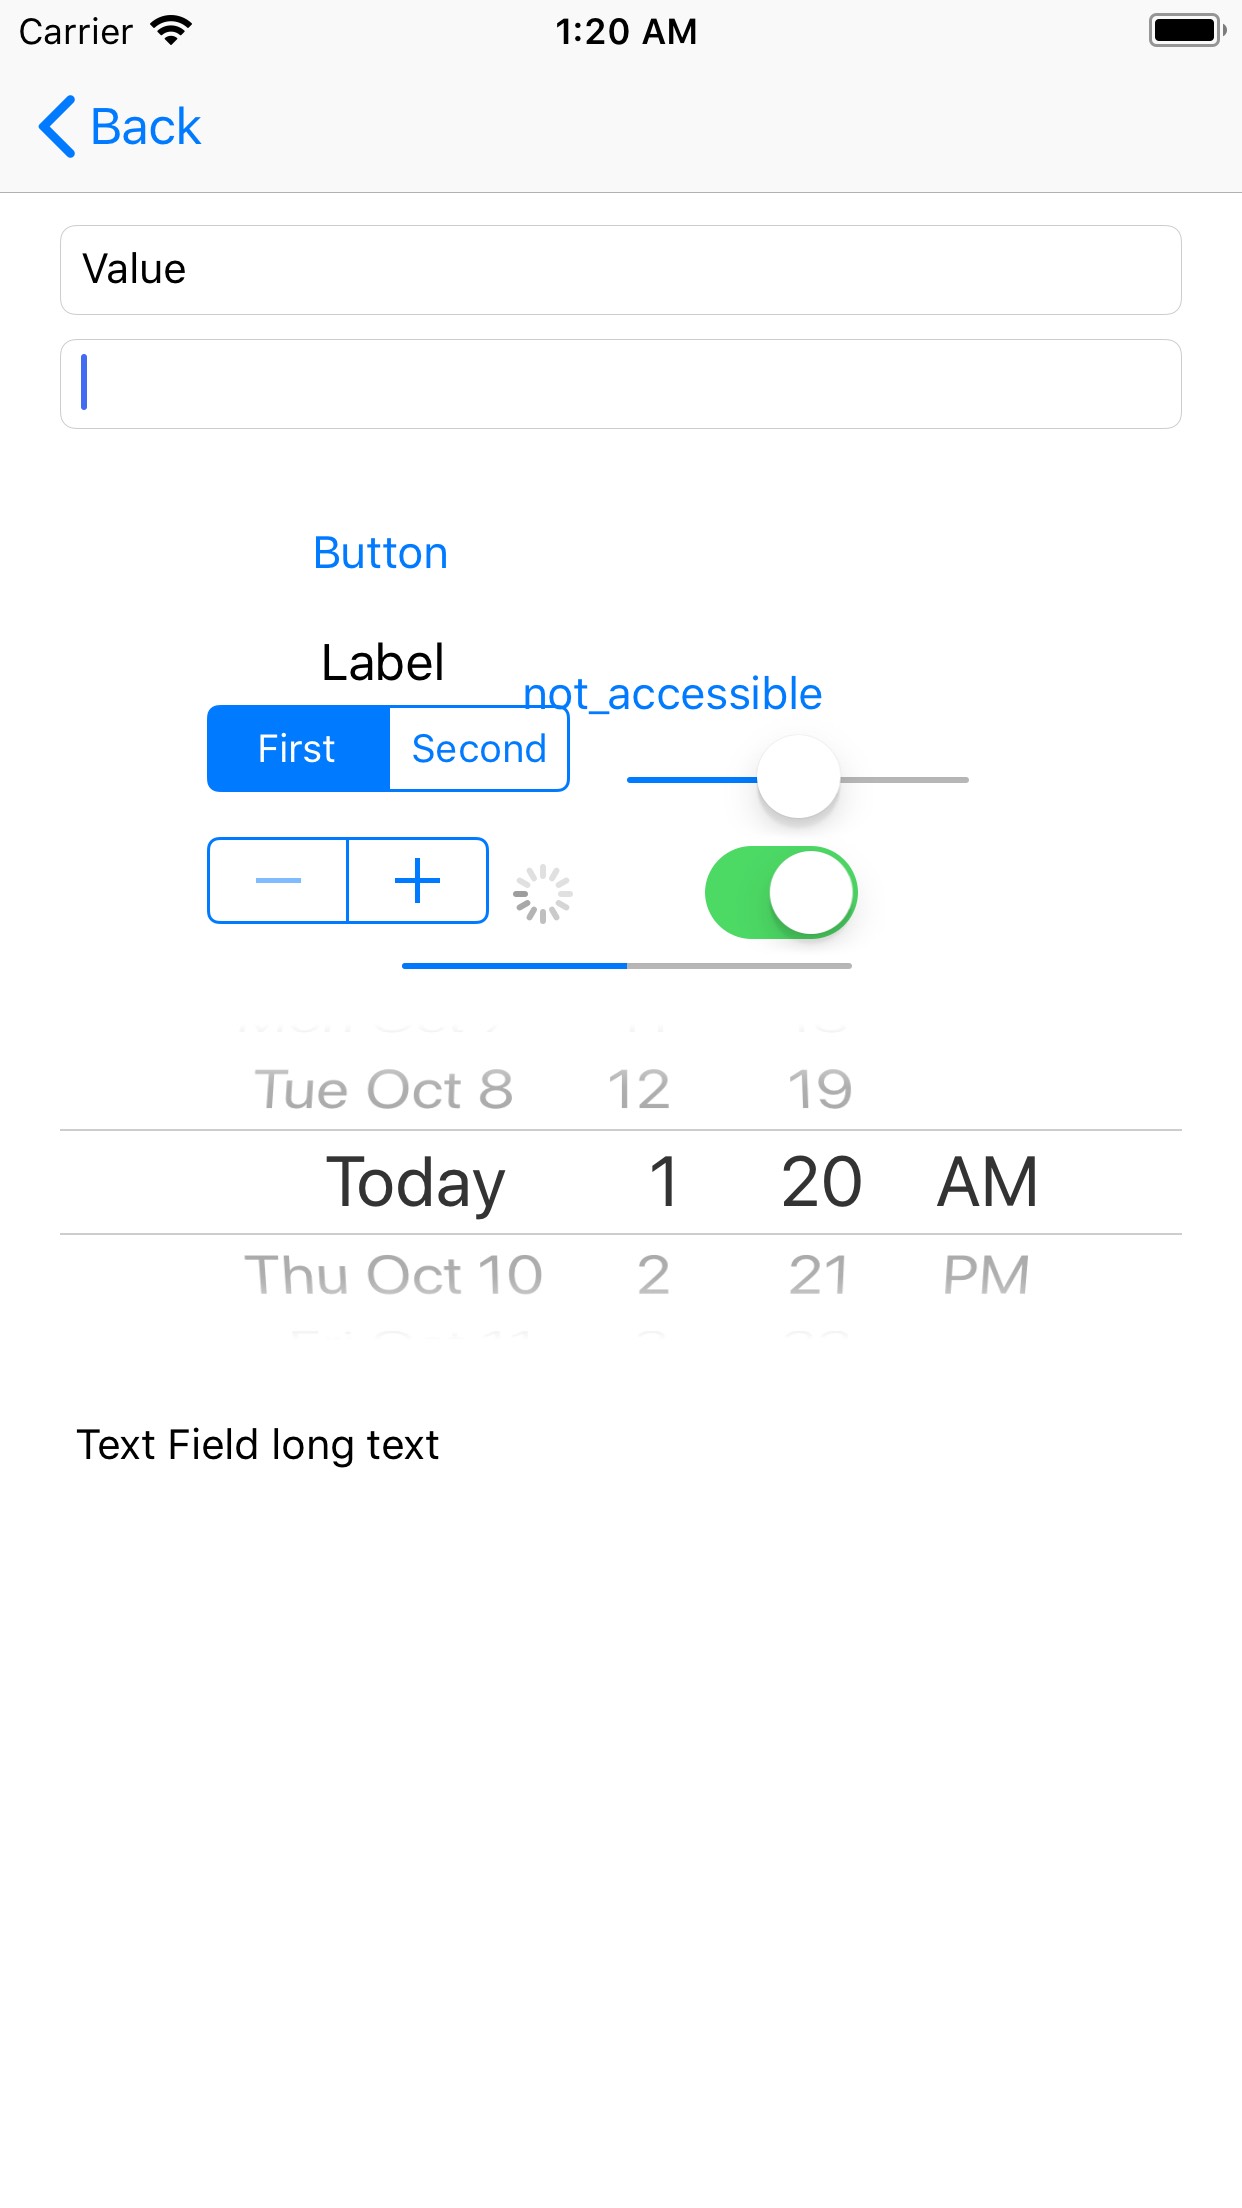 Carrier 1:20 AM
Back
Value
Button
Label
not_accessible
First Second
Tue Oct 8 12 19
Today 1 20 AM
Thu Oct 10 2 21 PM
Text Field long text